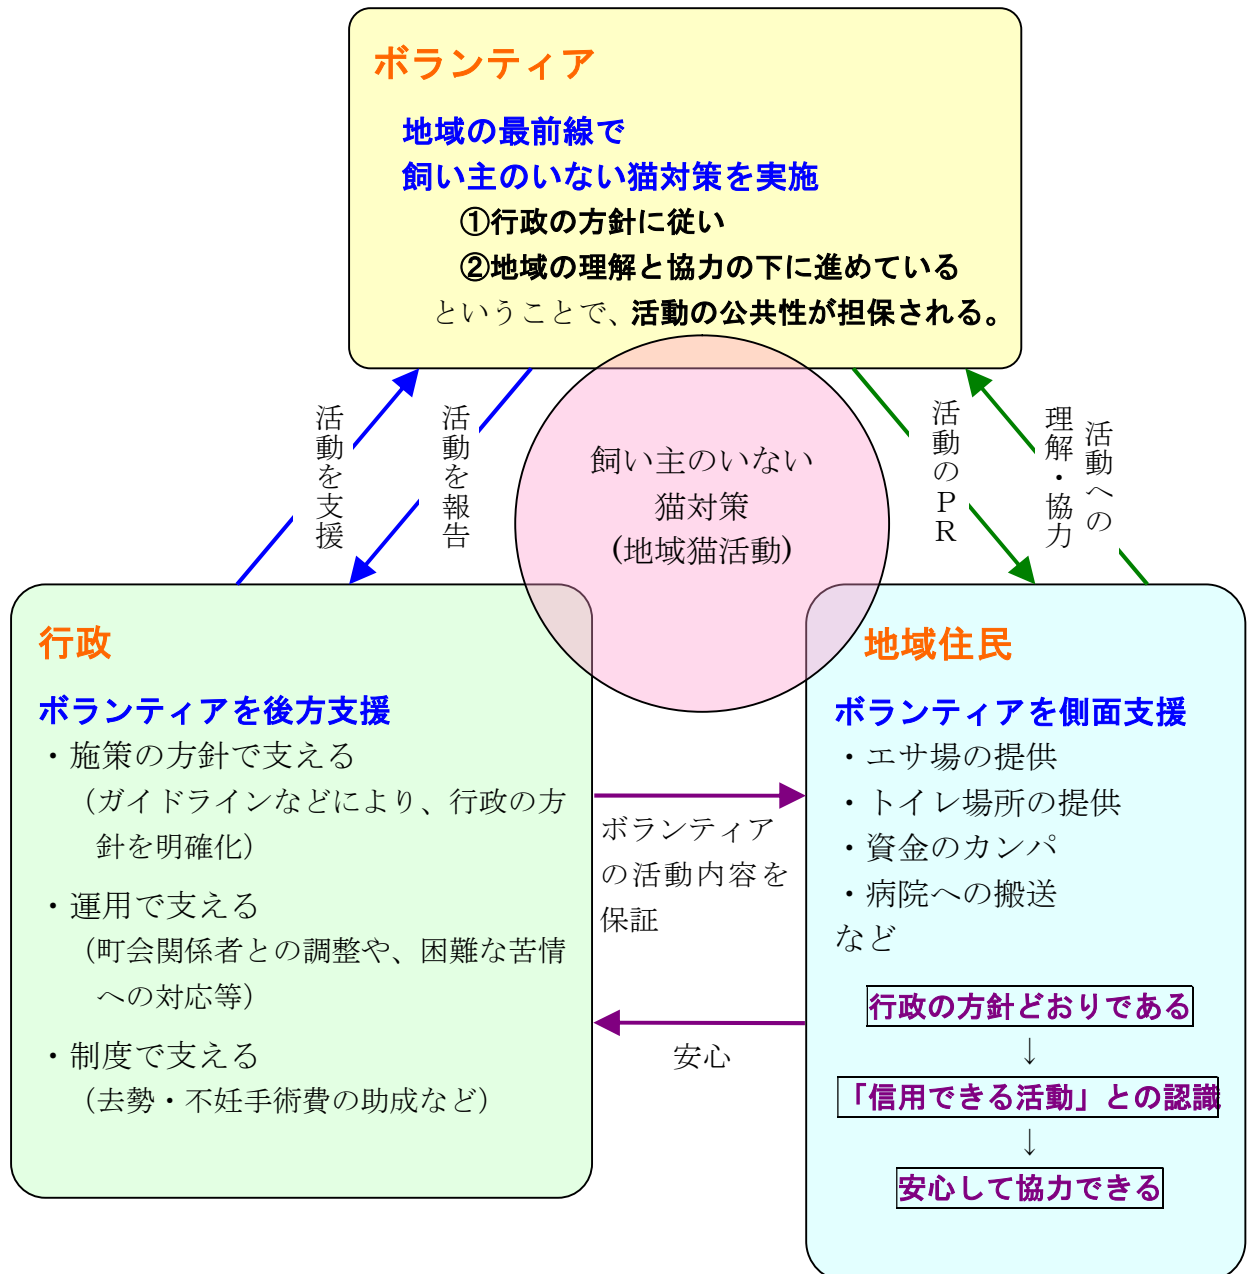 ボランティア
地域の最前線で
飼い主のいない猫対策を実施
①行政の方針に従い
②地域の理解と協力の下に進めている
ということで、活動の公共性が担保される。
活動を支援
活動を報告
飼い主のいない
猫対策
(地域猫活動)
活動のＰＲ
活動への
理解・協力
行政
ボランティアを後方支援
・施策の方針で支える
（ガイドラインなどにより、行政の方
針を明確化）
・運用で支える
（町会関係者との調整や、困難な苦情
への対応等）
・制度で支える
（去勢・不妊手術費の助成など）
ボランティア
の活動内容を
保証
安心
地域住民
ボランティアを側面支援
・エサ場の提供
・トイレ場所の提供
・資金のカンパ
・病院への搬送
など
行政の方針どおりである
↓
「信用できる活動」との認識
↓
安心して協力できる